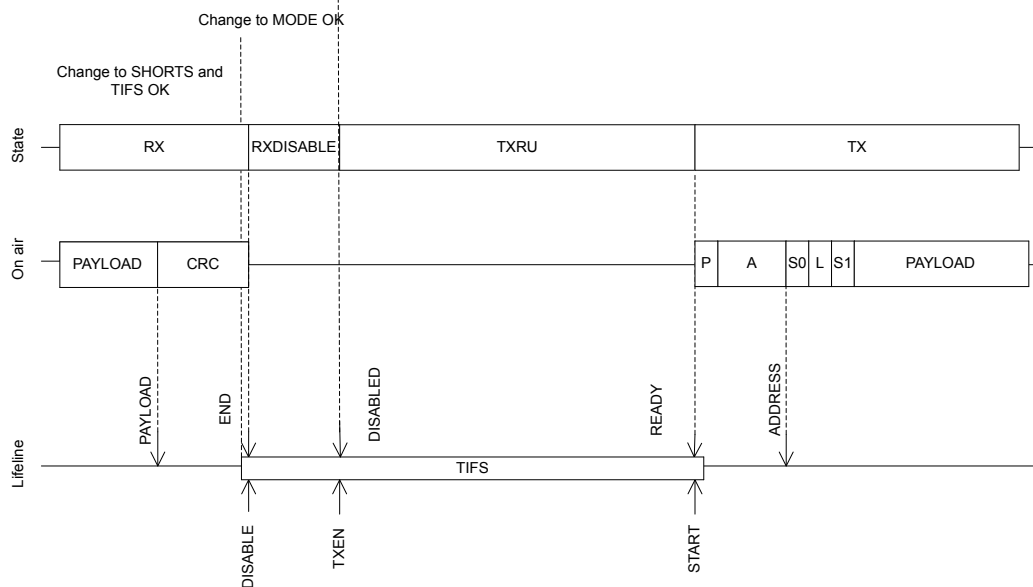 Change to MODE OK
Change to SHORTS and
TIFS OK
State
RX
RXDISABLE
TXRU
TX
On air
PAYLOAD
CRC
P
A
S0
L
S1
PAYLOAD
PAYLOAD
END
DISABLED
READY
ADDRESS
Lifeline
TIFS
DISABLE
TXEN
START